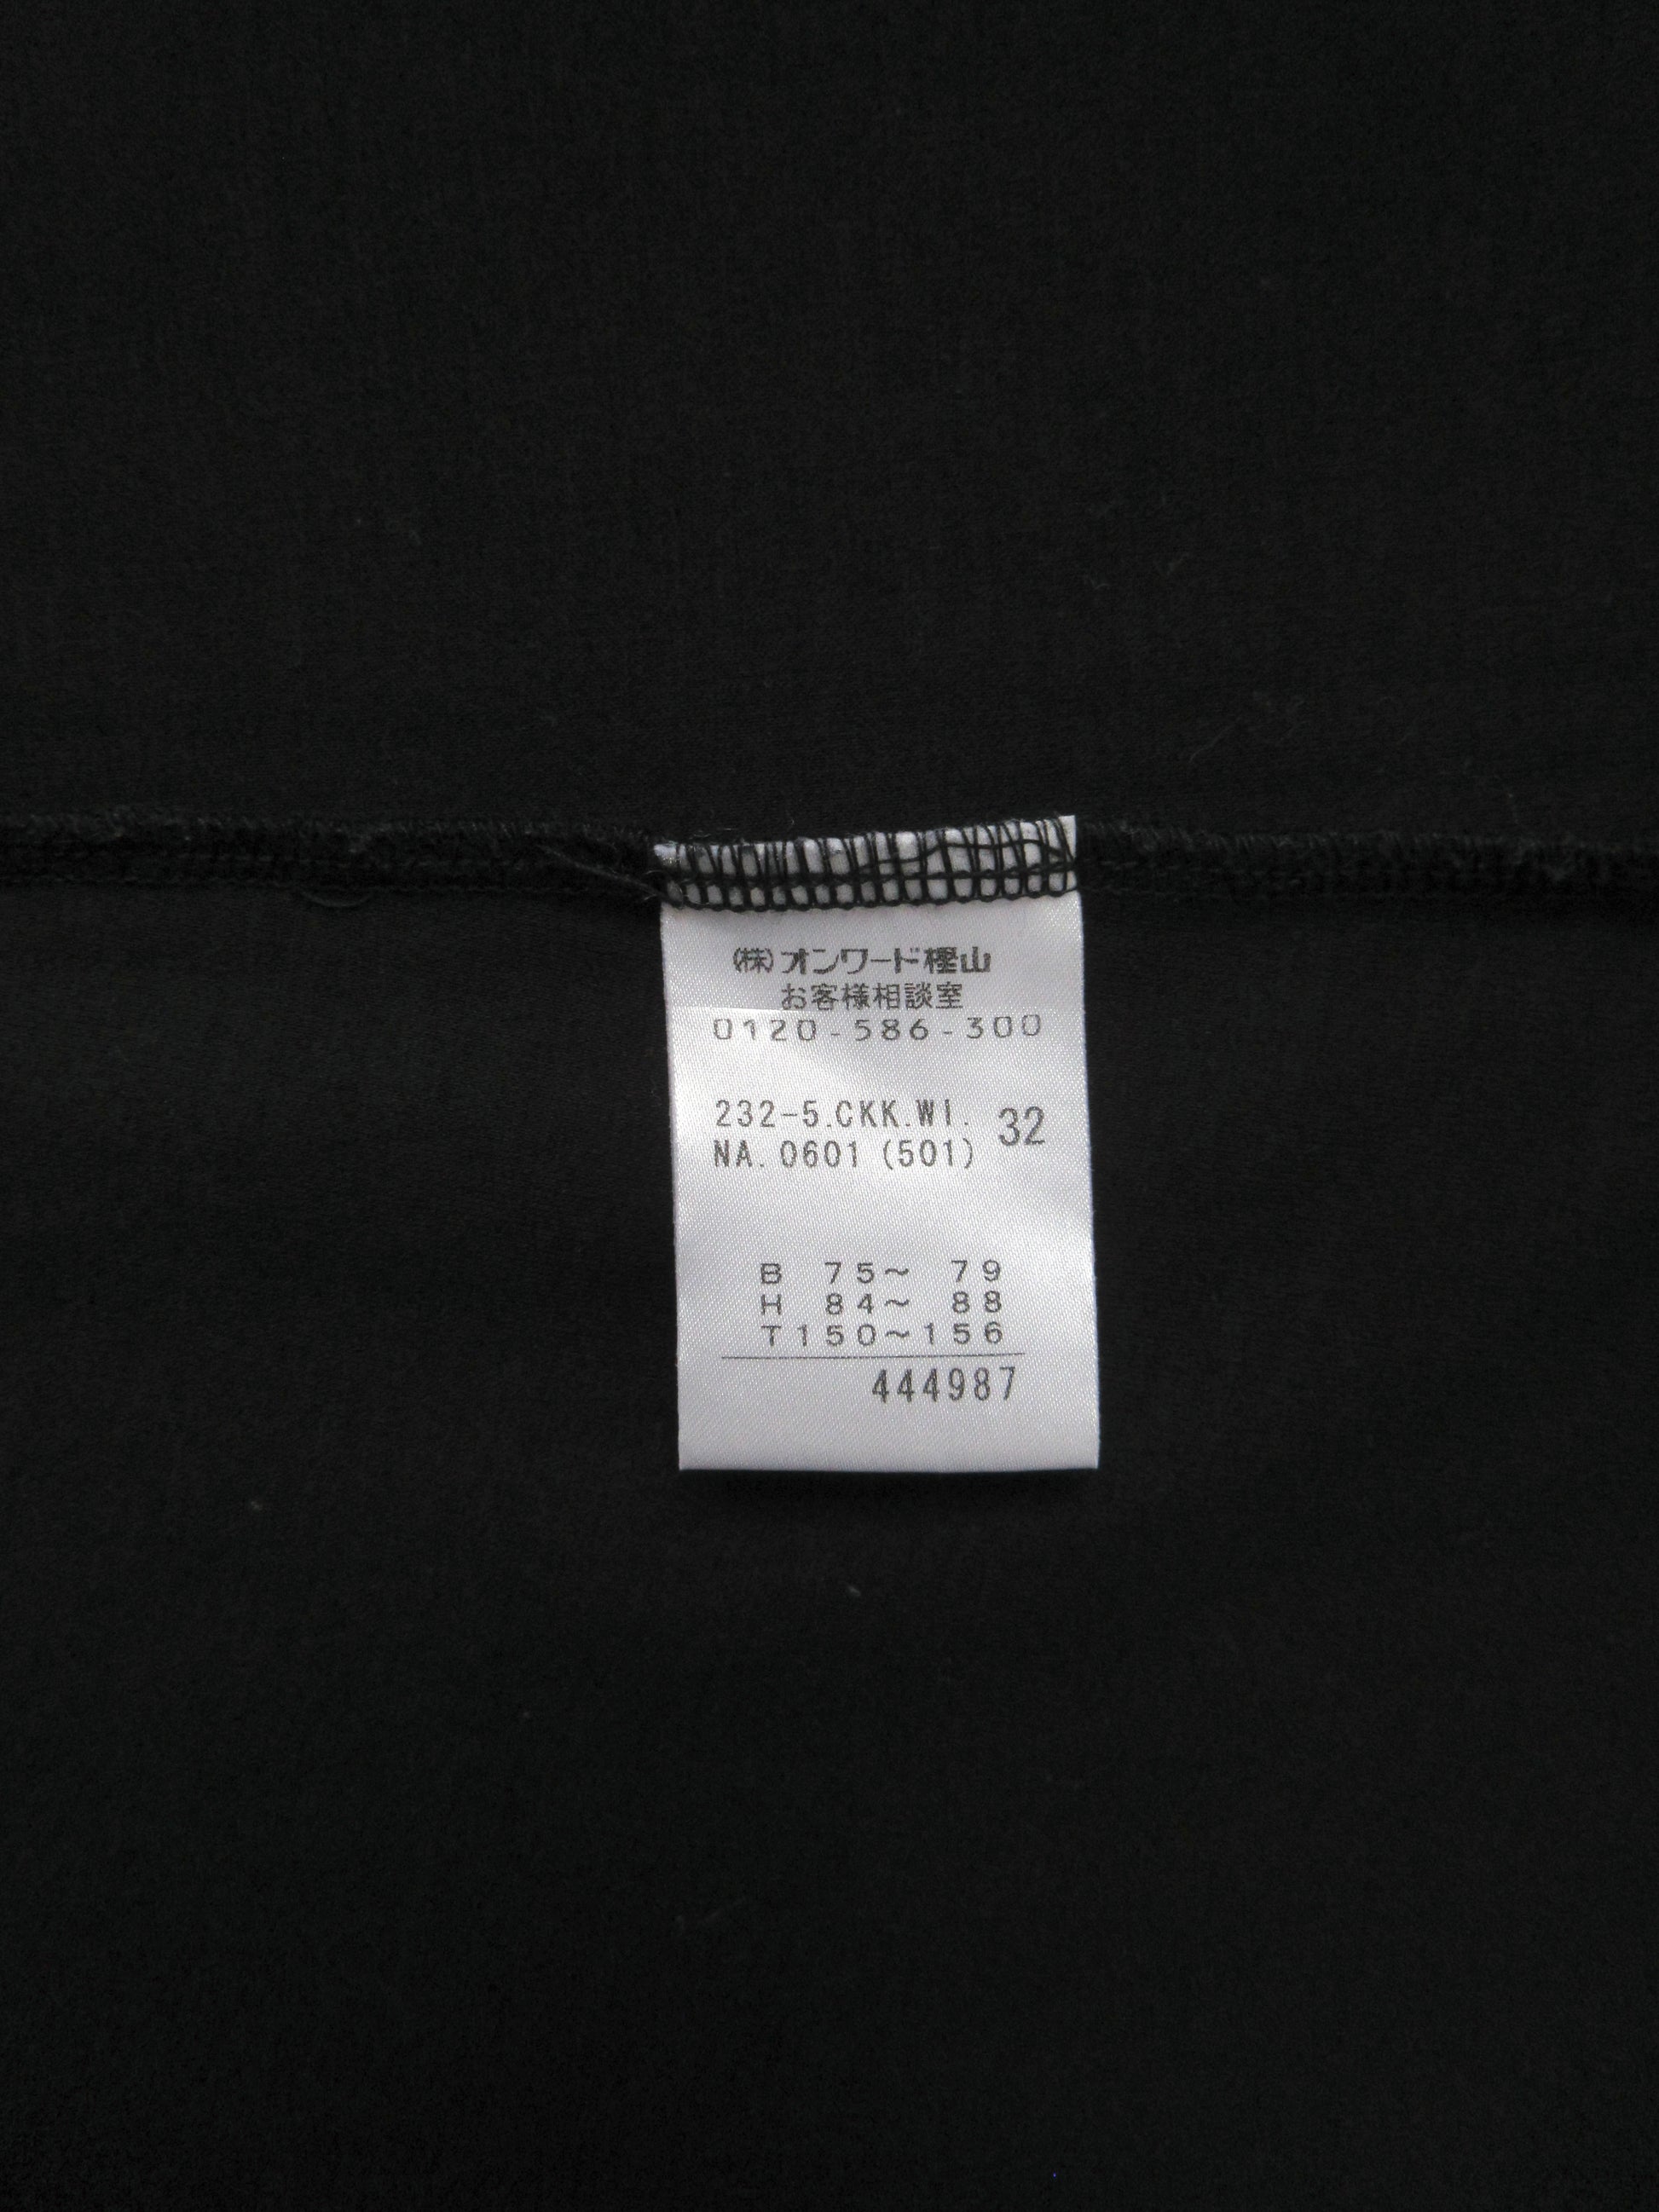 (株)オンワード樫山
お客様相談室
0120-586-300
232-5.CKK.WI. 32
NA.0601(501)
B 75～ 79
H 84～ 88
T150～156
444987